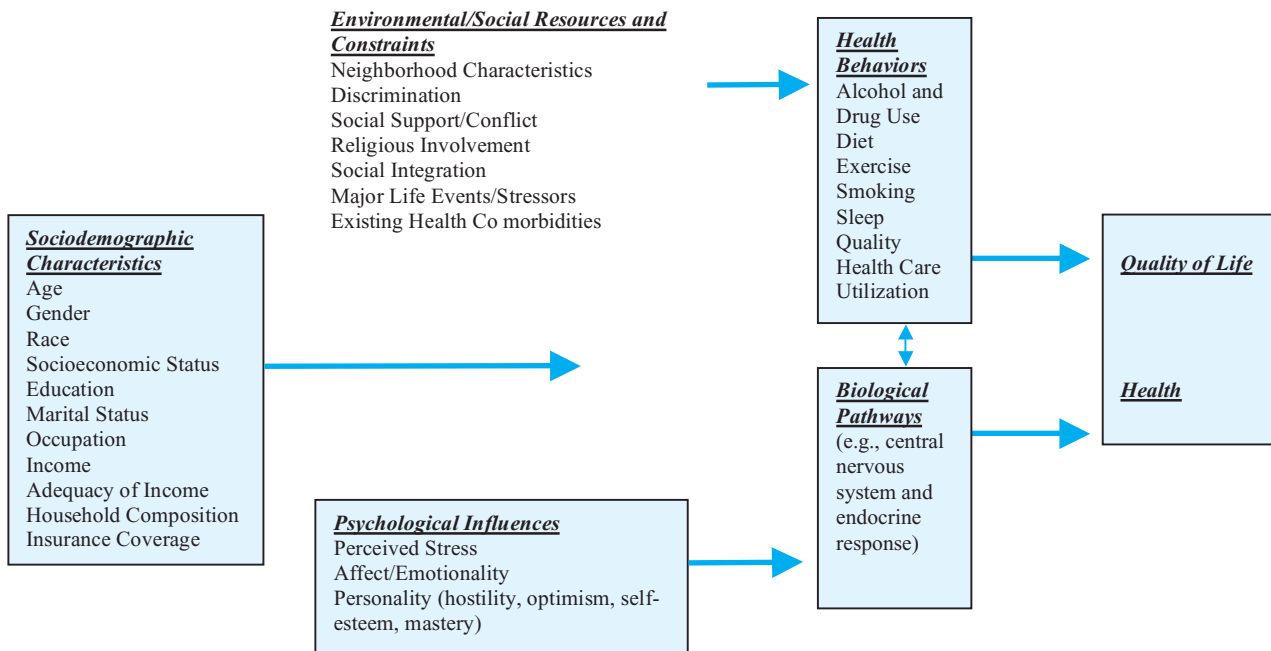 Environmental/Social Resources and
Constraints
Neighborhood Characteristics
Discrimination
Social Support/Conflict
Religious Involvement
Social Integration
Major Life Events/Stressors
Existing Health Co morbidities
Health
Behaviors
Alcohol and
Drug Use
Diet
Exercise
Smoking
Sleep
Quality
Health Care
Utilization
Sociodemographic
Characteristics
Age
Gender
Race
Socioeconomic Status
Education
Marital Status
Occupation
Income
Adequacy of Income
Household Composition
Insurance Coverage
Quality of Life
Health
Biological
Pathways
(e.g., central
nervous
system and
endocrine
response)
Psychological Influences
Perceived Stress
Affect/Emotionality
Personality (hostility, optimism, self-
esteem, mastery)